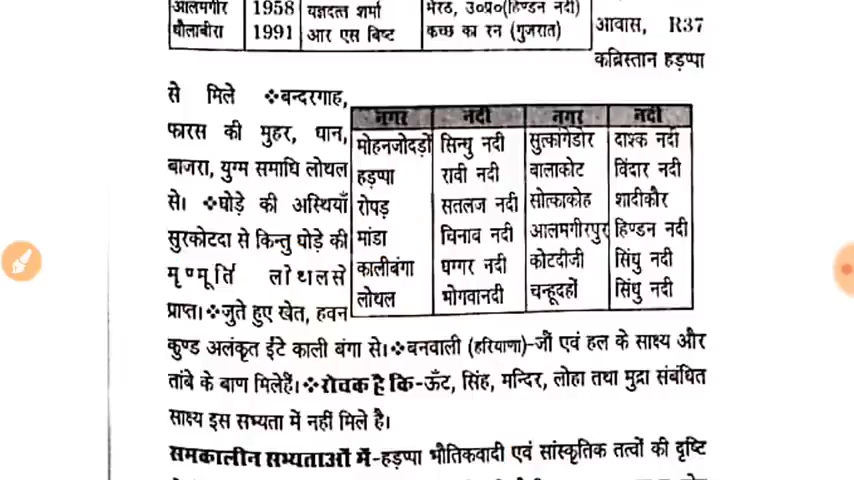 आलमगीर 1958 यज्ञदत्त शर्मा मेरठ, उ०प्र०(हिण्डन नदी)
धौलाबीरा 1991 आर एस बिष्ट कच्छ का रन (गुजरात)
आवास, R37
कब्रिस्तान हड़प्पा
से मिले ❖बन्दरगाह,
फारस की मुहर, धान,
बाजरा, युग्म समाधि लोथल
से। ❖घोड़े की अस्थियाँ
सुरकोटदा से किन्तु घोड़े की
मृण्मूर्ति लोथलसे
प्राप्त। ❖जुते हुए खेत, हवन
नगर नदी नगर नदी
मोहनजोदड़ों सिन्धु नदी सुत्कांगेडोर दाश्क नदी
हड़प्पा रावी नदी वालाकोट विंदार नदी
रोपड़ सतलज नदी सोत्काकोह शादीकौर
मांडा चिनाव नदी आलमगीरपुर हिण्डन नदी
कालीबंगा घग्गर नदी कोटदीजी सिंधु नदी
लोथल भोगवानदी चन्हूदहों सिंधु नदी
कुण्ड अलंकृत ईंटे काली बंगा से। ❖बनवाली (हरियाणा)-जौं एवं हल के साक्ष्य और
तांबे के बाण मिलेहैं। ❖रोचक है कि-ऊँट, सिंह, मन्दिर, लोहा तथा मुद्रा संबंधित
साक्ष्य इस सभ्यता में नहीं मिले है।
समकालीन सभ्यताओं में-हड़प्पा भौतिकवादी एवं सांस्कृतिक तत्वों की दृष्टि